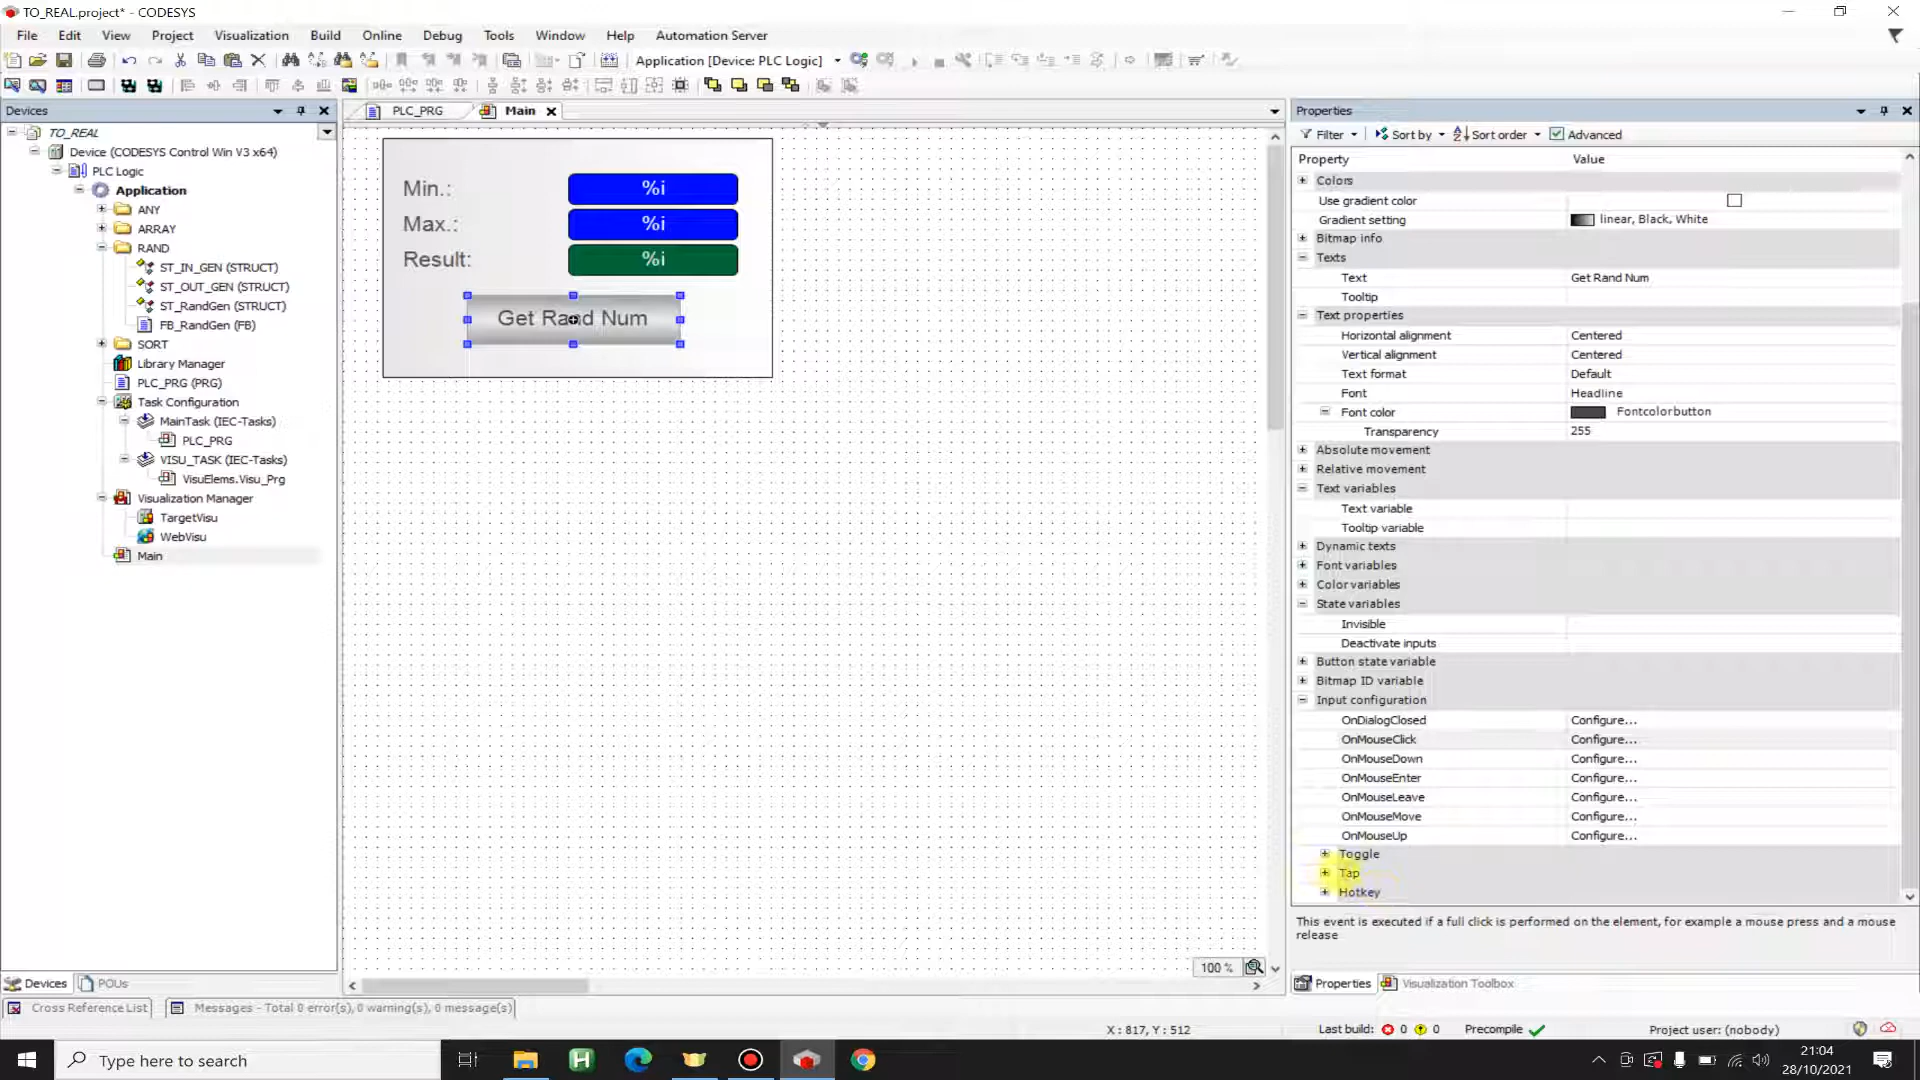 TO_REAL.project* - CODESYS
File Edit View Project Visualization Build Online Debug Tools Window Help Automation Server
Application [Device: PLC Logic]
Devices
TO_REAL
Device (CODESYS Control Win V3 x64)
PLC Logic
Application
ANY
ARRAY
RAND
ST_IN_GEN (STRUCT)
ST_OUT_GEN (STRUCT)
ST_RandGen (STRUCT)
FB_RandGen (FB)
SORT
Library Manager
PLC_PRG (PRG)
Task Configuration
MainTask (IEC-Tasks)
PLC_PRG
VISU_TASK (IEC-Tasks)
VisuElems.Visu_Prg
Visualization Manager
TargetVisu
WebVisu
Main
Devices POUs
PLC_PRG Main
Min.: %i
Max.: %i
Result: %i
Get Rand Num
100 %
Properties
Filter Sort by Sort order Advanced
Property Value
Colors
Use gradient color
Gradient setting linear, Black, White
Bitmap info
Texts
Text Get Rand Num
Tooltip
Text properties
Horizontal alignment Centered
Vertical alignment Centered
Text format Default
Font Headline
Font color Fontcolorbutton
Transparency 255
Absolute movement
Relative movement
Text variables
Text variable
Tooltip variable
Dynamic texts
Font variables
Color variables
State variables
Invisible
Deactivate inputs
Button state variable
Bitmap ID variable
Input configuration
OnDialogClosed Configure...
OnMouseClick Configure...
OnMouseDown Configure...
OnMouseEnter Configure...
OnMouseLeave Configure...
OnMouseMove Configure...
OnMouseUp Configure...
Toggle
Tap
Hotkey
This event is executed if a full click is performed on the element, for example a mouse press and a mouse
release
Properties Visualization Toolbox
Cross Reference List Messages - Total 0 error(s), 0 warning(s), 0 message(s)
X : 817, Y : 512 Last build: 0 0 Precompile Project user: (nobody)
Type here to search
H
21:04
28/10/2021